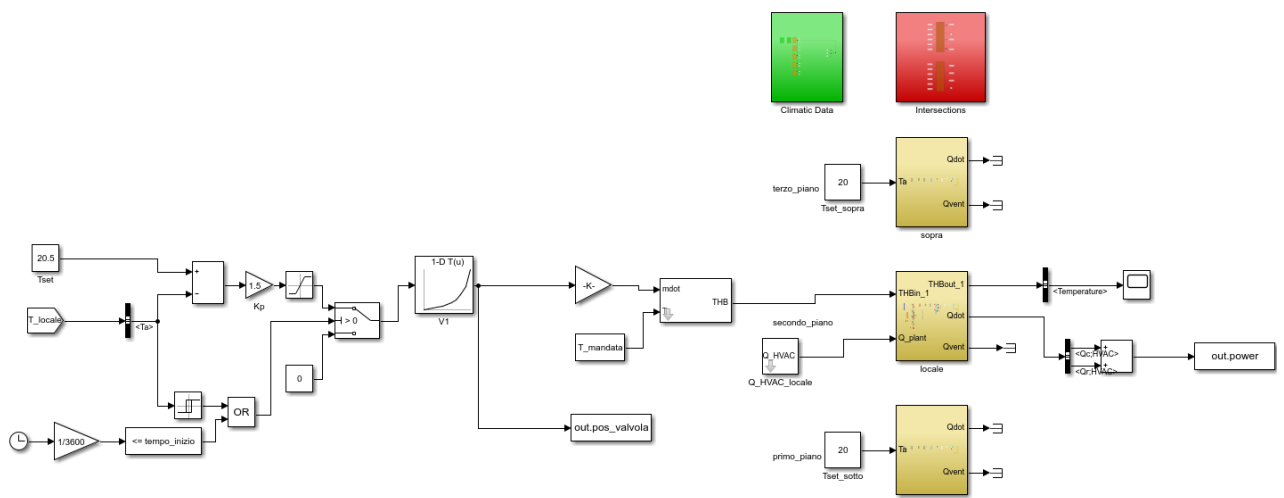 Climatic Data
Intersections
terzo_piano
20
Tset_sopra
Ta
Qdot
Qvent
sopra
20.5
Tset
T_locale
<Ta>
+
−
1.5
Kp
> 0
0
OR
1/3600
<= tempo_inizio
1-D T(u)
V1
-K-
T_mandata
mdot
T
THB
out.pos_valvola
secondo_piano
Q_HVAC
Q_HVAC_locale
THBin_1
Q_plant
THBout_1
Qdot
Qvent
locale
<Temperature>
<Qc,HVAC>
<Qr,HVAC>
+
+
out.power
primo_piano
20
Tset_sotto
Ta
Qdot
Qvent